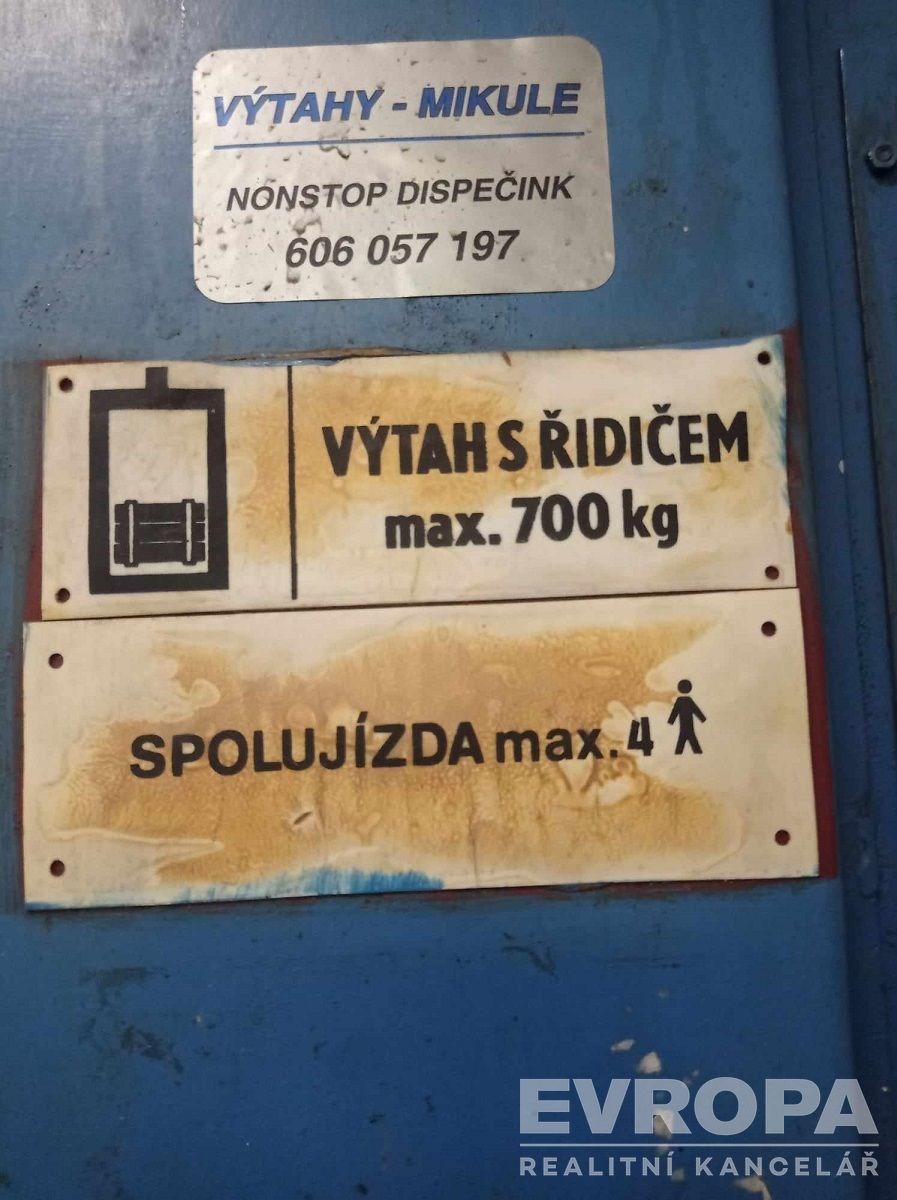 VÝTAHY - MIKULE
NONSTOP DISPEČINK
606 057 197
VÝTAH S ŘIDIČEM
max. 700 kg
SPOLUJÍZDA max. 4
EVROPA
REALITNÍ KANCELÁŘ